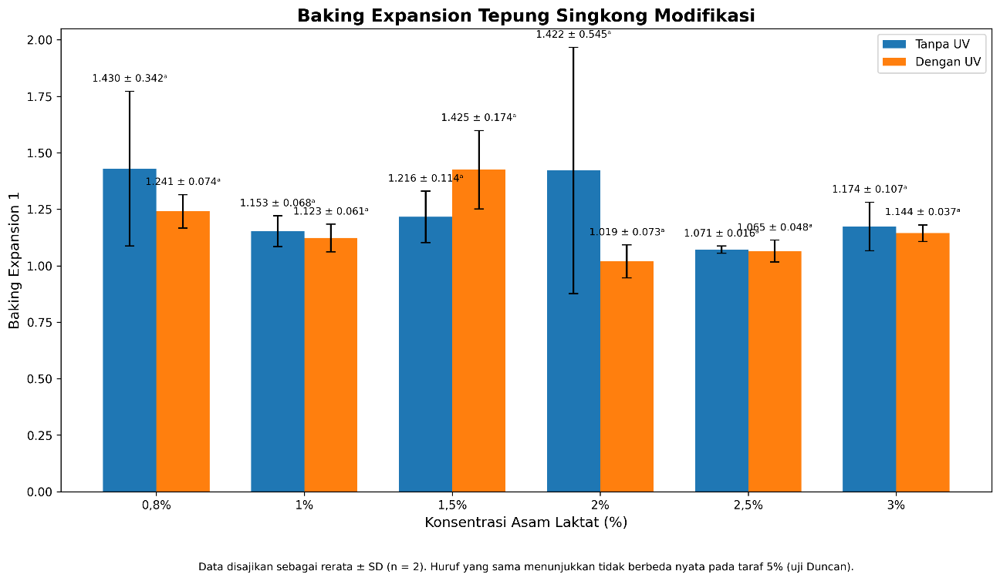 Baking Expansion Tepung Singkong Modifikasi
Baking Expansion 1
2.00
1.75
1.50
1.25
1.00
0.75
0.50
0.25
0.00
Tanpa UV
Dengan UV
1.430 ± 0.342ᵃ
1.241 ± 0.074ᵃ
1.153 ± 0.068ᵃ
1.123 ± 0.061ᵃ
1.216 ± 0.114ᵃ
1.425 ± 0.174ᵃ
1.422 ± 0.545ᵃ
1.019 ± 0.073ᵃ
1.071 ± 0.016ᵃ
1.065 ± 0.048ᵃ
1.174 ± 0.107ᵃ
1.144 ± 0.037ᵃ
0,8% 1% 1,5% 2% 2,5% 3%
Konsentrasi Asam Laktat (%)
Data disajikan sebagai rerata ± SD (n = 2). Huruf yang sama menunjukkan tidak berbeda nyata pada taraf 5% (uji Duncan).